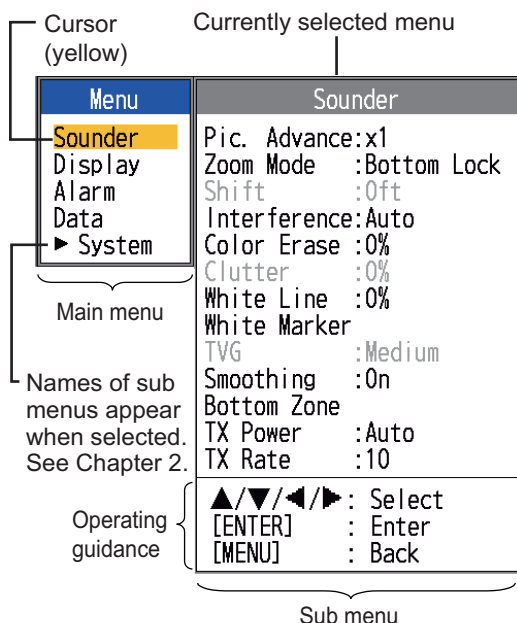 Cursor
(yellow)
Currently selected menu
Menu
Sounder
Display
Alarm
Data
▶ System
Main menu
Names of sub
menus appear
when selected.
See Chapter 2.
Sounder
Pic. Advance:x1
Zoom Mode :Bottom Lock
Shift :0ft
Interference:Auto
Color Erase :0%
Clutter :0%
White Line :0%
White Marker
TVG :Medium
Smoothing :On
Bottom Zone
TX Power :Auto
TX Rate :10
Operating
guidance
▲/▼/◀/▶: Select
[ENTER] : Enter
[MENU] : Back
Sub menu